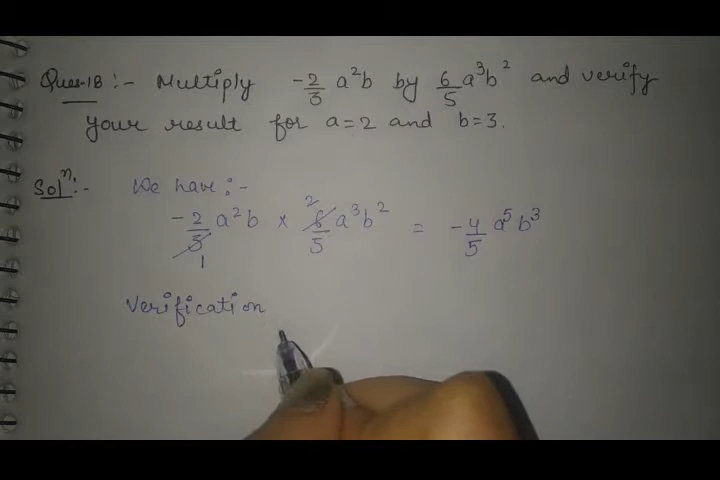 Ques-18 :- Multiply -2/3 a²b by 6/5 a³b² and verify
your result for a=2 and b=3.
Solⁿ:- We have :-
-2/3 a²b × 6/5 a³b² = -4/5 a⁵b³
2
1
Verification